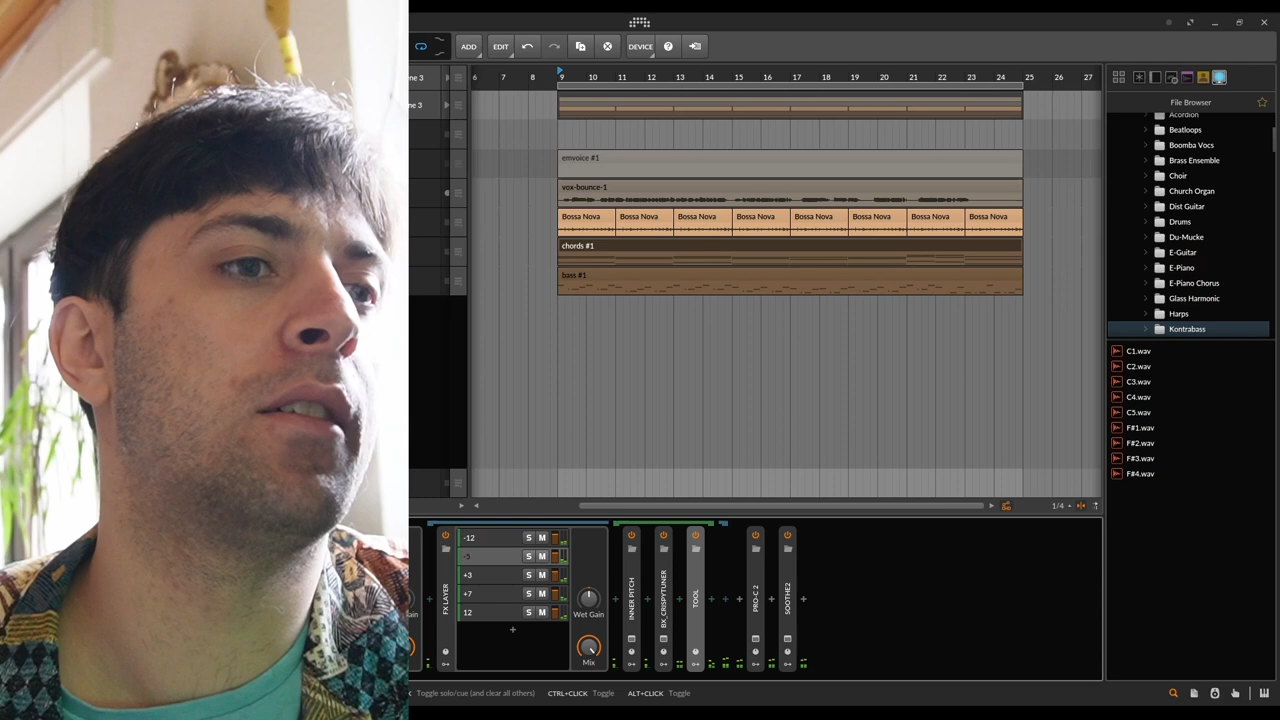 ADD
EDIT
DEVICE
?
ne 3
6 7 8 9 10 11 12 13 14 15 16 17 18 19 20 21 22 23 24 25 26 27
ne 3
emvoice #1
vox-bounce-1
Bossa Nova Bossa Nova Bossa Nova Bossa Nova Bossa Nova Bossa Nova Bossa Nova Bossa Nova
chords #1
bass #1
1/4
File Browser
Acordion
Beatloops
Boomba Vocs
Brass Ensemble
Choir
Church Organ
Dist Guitar
Drums
Du-Mucke
E-Guitar
E-Piano
E-Piano Chorus
Glass Harmonic
Harps
Kontrabass
C1.wav
C2.wav
C3.wav
C4.wav
C5.wav
F#1.wav
F#2.wav
F#3.wav
F#4.wav
ain
FX LAYER
-12 S M
-5 S M
+3 S M
+7 S M
12 S M
Wet Gain
Mix
INNER PITCH
BX_CRISPYTUNER
TOOL
PRO-C 2
SOOTHE2
K Toggle solo/cue (and clear all others) CTRL+CLICK Toggle ALT+CLICK Toggle